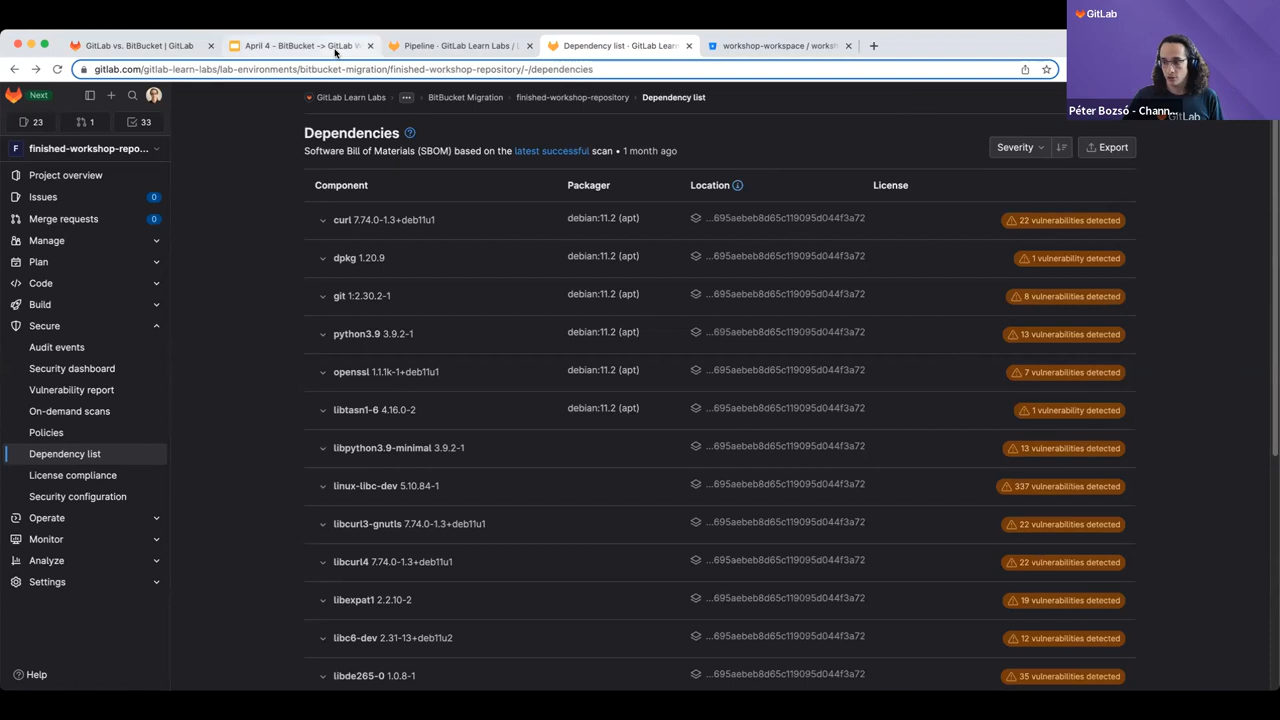 GitLab vs. BitBucket | GitLab
April 4 - BitBucket -> GitLab W
Pipeline · GitLab Learn Labs /
Dependency list · GitLab Learn
workshop-workspace / works
gitlab.com/gitlab-learn-labs/lab-environments/bitbucket-migration/finished-workshop-repository/-/dependencies
GitLab
Péter Bozsó - Chann...
GitLab
Next
23
1
33
F finished-workshop-repo...
Project overview
Issues 0
Merge requests 0
Manage
Plan
Code
Build
Secure
Audit events
Security dashboard
Vulnerability report
On-demand scans
Policies
Dependency list
License compliance
Security configuration
Operate
Monitor
Analyze
Settings
Help
GitLab Learn Labs ... BitBucket Migration finished-workshop-repository Dependency list
Dependencies
Software Bill of Materials (SBOM) based on the latest successful scan • 1 month ago
Severity
Export
Component Packager Location License
curl 7.74.0-1.3+deb11u1 debian:11.2 (apt) ...695aebeb8d65c119095d044f3a72 22 vulnerabilities detected
dpkg 1.20.9 debian:11.2 (apt) ...695aebeb8d65c119095d044f3a72 1 vulnerability detected
git 1:2.30.2-1 debian:11.2 (apt) ...695aebeb8d65c119095d044f3a72 8 vulnerabilities detected
python3.9 3.9.2-1 debian:11.2 (apt) ...695aebeb8d65c119095d044f3a72 13 vulnerabilities detected
openssl 1.1.1k-1+deb11u1 debian:11.2 (apt) ...695aebeb8d65c119095d044f3a72 7 vulnerabilities detected
libtasn1-6 4.16.0-2 debian:11.2 (apt) ...695aebeb8d65c119095d044f3a72 1 vulnerability detected
libpython3.9-minimal 3.9.2-1 ...695aebeb8d65c119095d044f3a72 13 vulnerabilities detected
linux-libc-dev 5.10.84-1 ...695aebeb8d65c119095d044f3a72 337 vulnerabilities detected
libcurl3-gnutls 7.74.0-1.3+deb11u1 ...695aebeb8d65c119095d044f3a72 22 vulnerabilities detected
libcurl4 7.74.0-1.3+deb11u1 ...695aebeb8d65c119095d044f3a72 22 vulnerabilities detected
libexpat1 2.2.10-2 ...695aebeb8d65c119095d044f3a72 19 vulnerabilities detected
libc6-dev 2.31-13+deb11u2 ...695aebeb8d65c119095d044f3a72 12 vulnerabilities detected
libde265-0 1.0.8-1 ...695aebeb8d65c119095d044f3a72 35 vulnerabilities detected